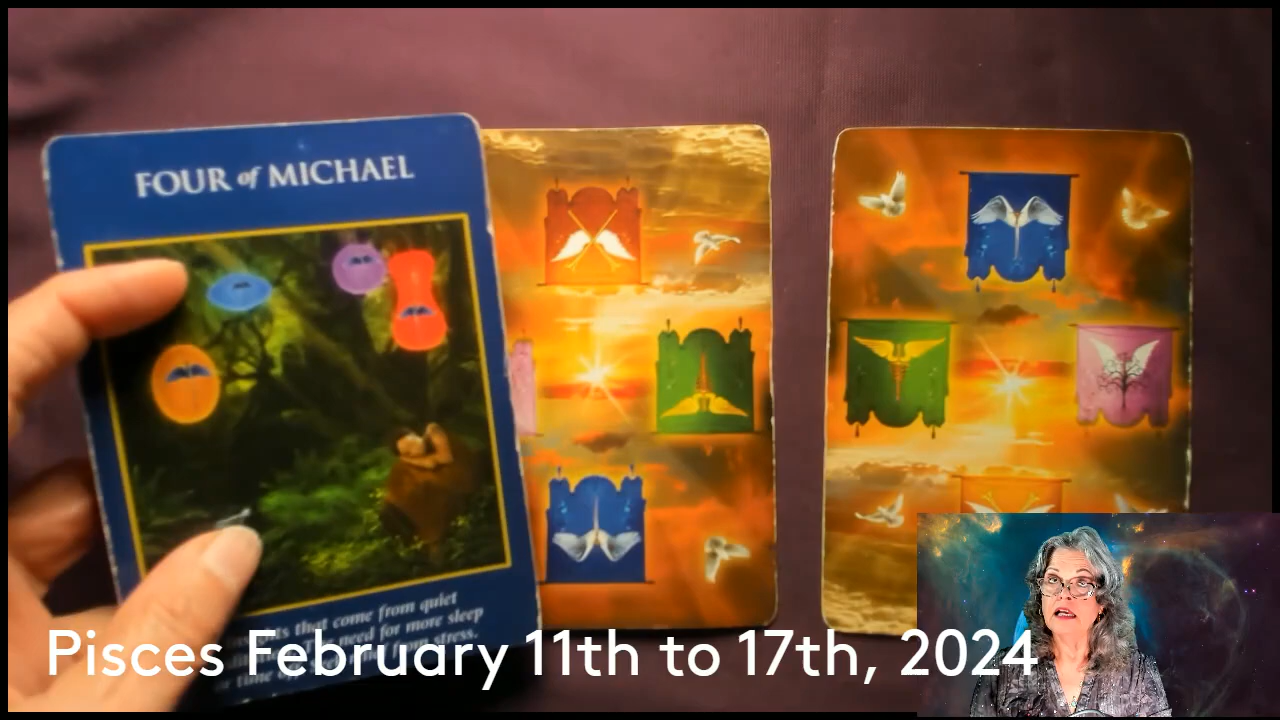 FOUR of MICHAEL
that come from quiet
need for more sleep
stress.
Pisces February 11th to 17th, 2024